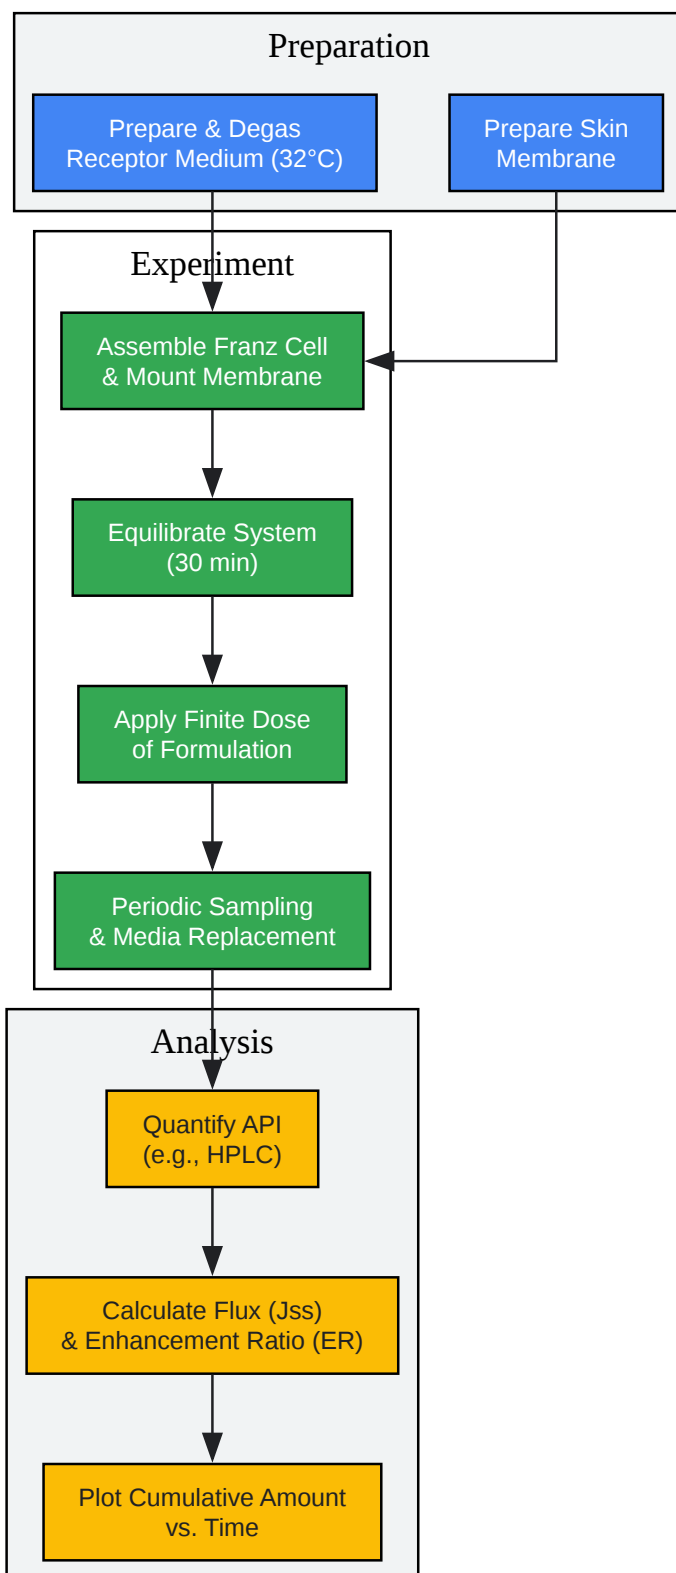 Preparation
Prepare & Degas
Receptor Medium (32°C)
Prepare Skin
Membrane
Experiment
Assemble Franz Cell
& Mount Membrane
Equilibrate System
(30 min)
Apply Finite Dose
of Formulation
Periodic Sampling
& Media Replacement
Analysis
Quantify API
(e.g., HPLC)
Calculate Flux (Jss)
& Enhancement Ratio (ER)
Plot Cumulative Amount
vs. Time